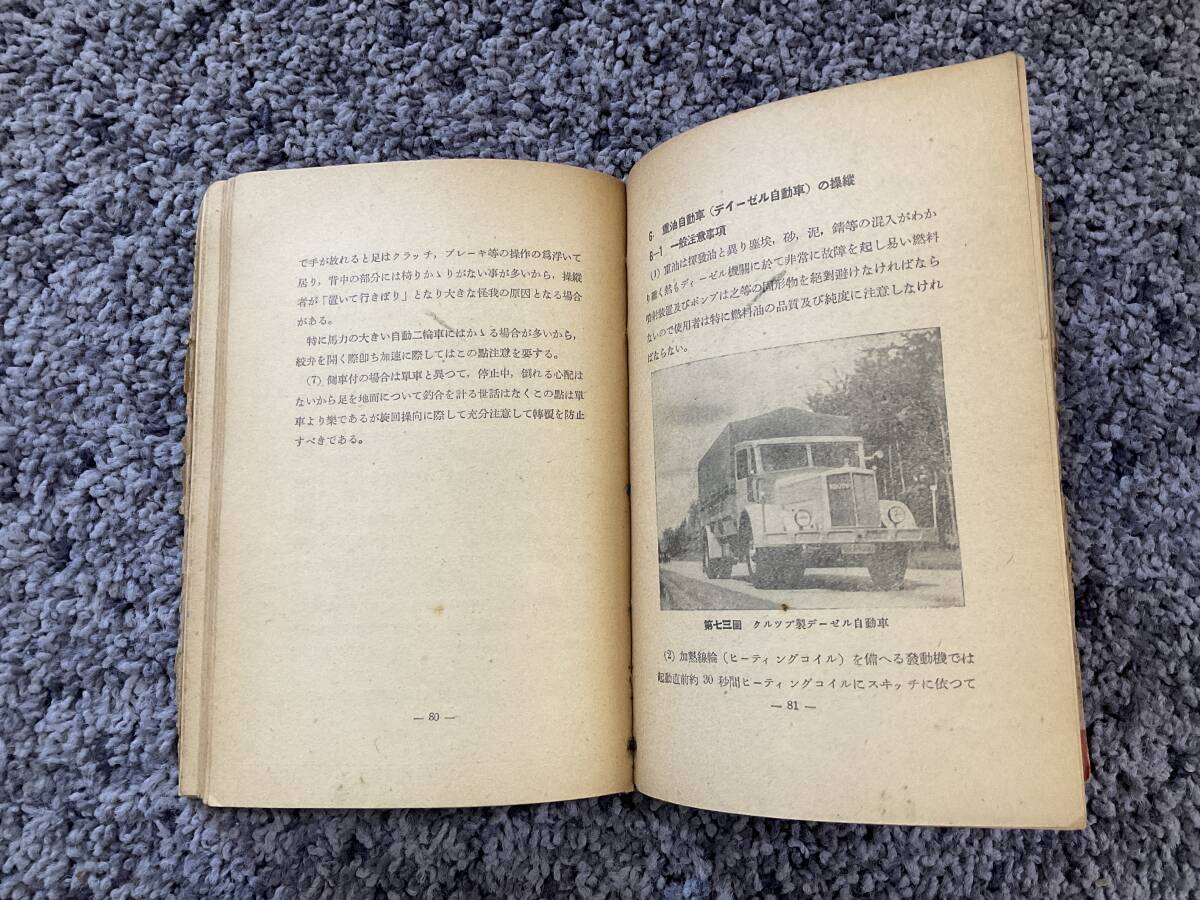 で手が放れると足はクラッチ，ブレーキ等の操作の爲浮いて
居り，背中の部分には椅りかゝりがない事が多いから，操縱
者が「置いて行きぼり」となり大きな怪我の原因となる場合
がある。
特に馬力の大きい自動二輪車にはかゝる場合が多いから，
絞弁を開く際卽ち加速に際してはこの點注意を要する。
(7) 側車付の場合は單車と異つて，停止中，倒れる心配は
ないから足を地面について釣合を計る世話はなくこの點は單
車より樂であるが旋回操向に際して充分注意して轉覆を防止
すべきである。
— 80 —
6. 重油自動車（デイーゼル自動車）の操縱
6—1 一般注意事項
(1) 重油は揮發油と異り塵埃，砂，泥，錆等の混入がわか
り難く然もディーゼル機關に於て非常に故障を起し易い燃料
噴射装置及びポンプは之等の固形物を絕對避けなければなら
ないので使用者は特に燃料油の品質及び純度に注意しなけれ
ばならない。
第七三圖 クルツプ製デーゼル自動車
(2) 加熱線輪（ヒーティングコイル）を備へる發動機では
起動直前約 30 秒間ヒーティングコイルにスキッチに依つて
— 81 —